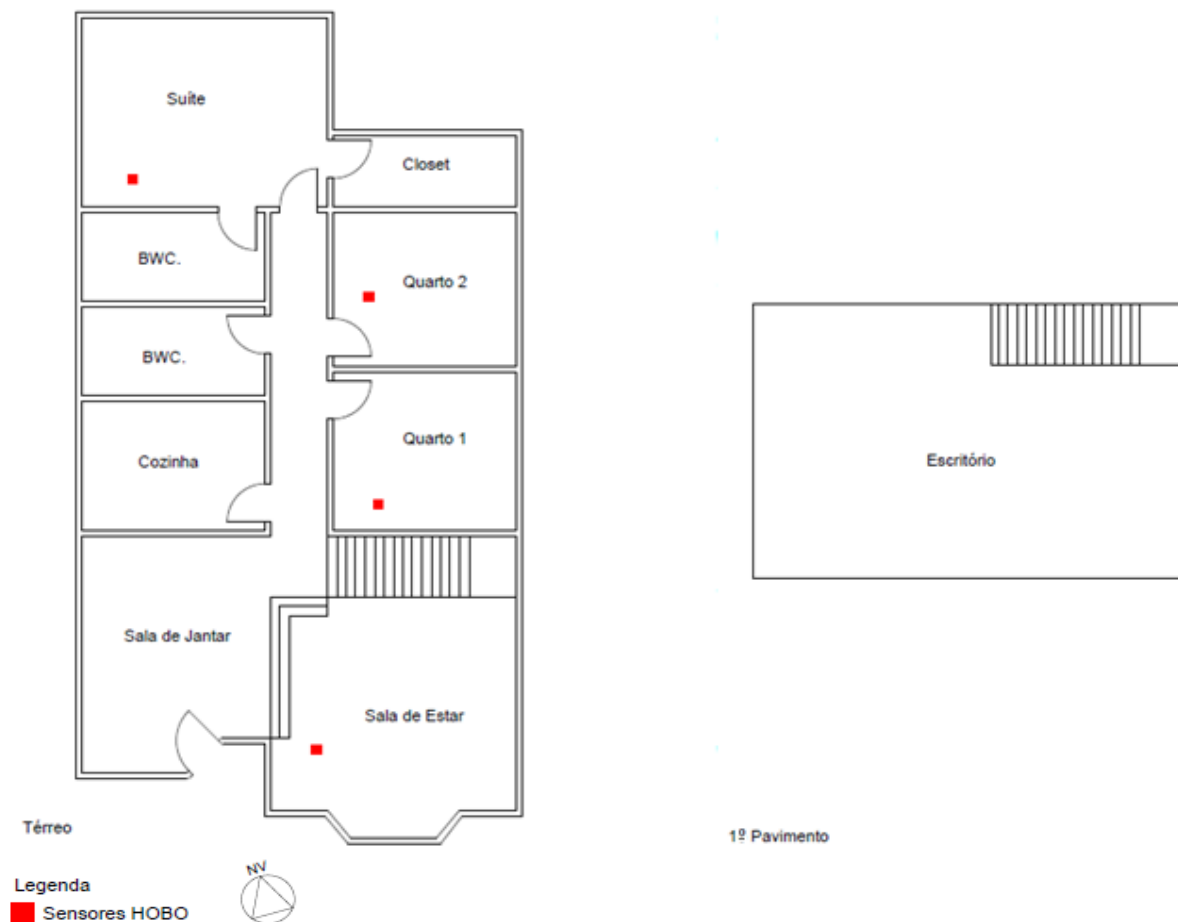 Suíte
Closet
BWC.
Quarto 2
BWC.
Quarto 1
Cozinha
Escritório
Sala de Jantar
Sala de Estar
Térreo
1º Pavimento
NV
Legenda
Sensores HOBO